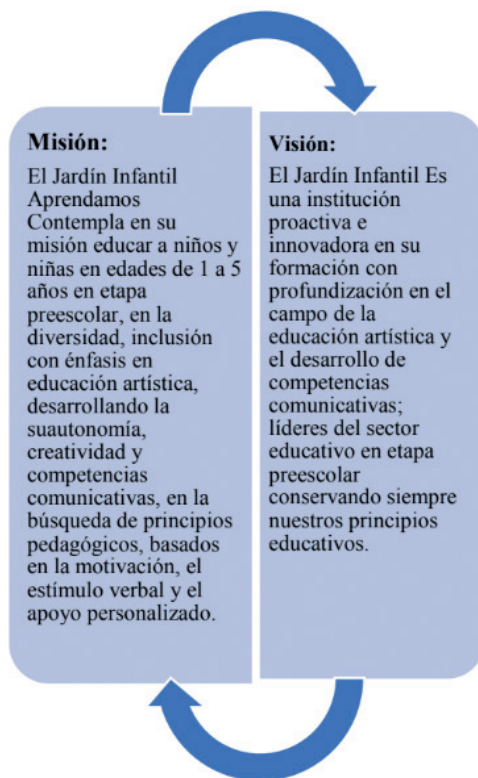 Misión:
El Jardín Infantil
Aprendamos
Contempla en su
misión educar a niños y
niñas en edades de 1 a 5
años en etapa
preescolar, en la
diversidad, inclusión
con énfasis en
educación artística,
desarrollando la
suautonomía,
creatividad y
competencias
comunicativas, en la
búsqueda de principios
pedagógicos, basados
en la motivación, el
estímulo verbal y el
apoyo personalizado.
Visión:
El Jardín Infantil Es
una institución
proactiva e
innovadora en su
formación con
profundización en el
campo de la
educación artística y
el desarrollo de
competencias
comunicativas;
líderes del sector
educativo en etapa
preescolar
conservando siempre
nuestros principios
educativos.